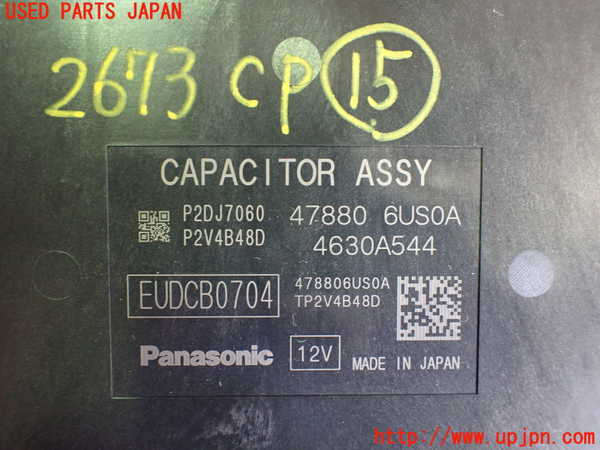 USED PARTS JAPAN
2673 CP 15
CAPACITOR ASSY
P2DJ7060 47880 6US0A
P2V4B48D 4630A544
EUDCB0704
478806US0A
TP2V4B48D
Panasonic 12V MADE IN JAPAN
http://www.upjpn.com/